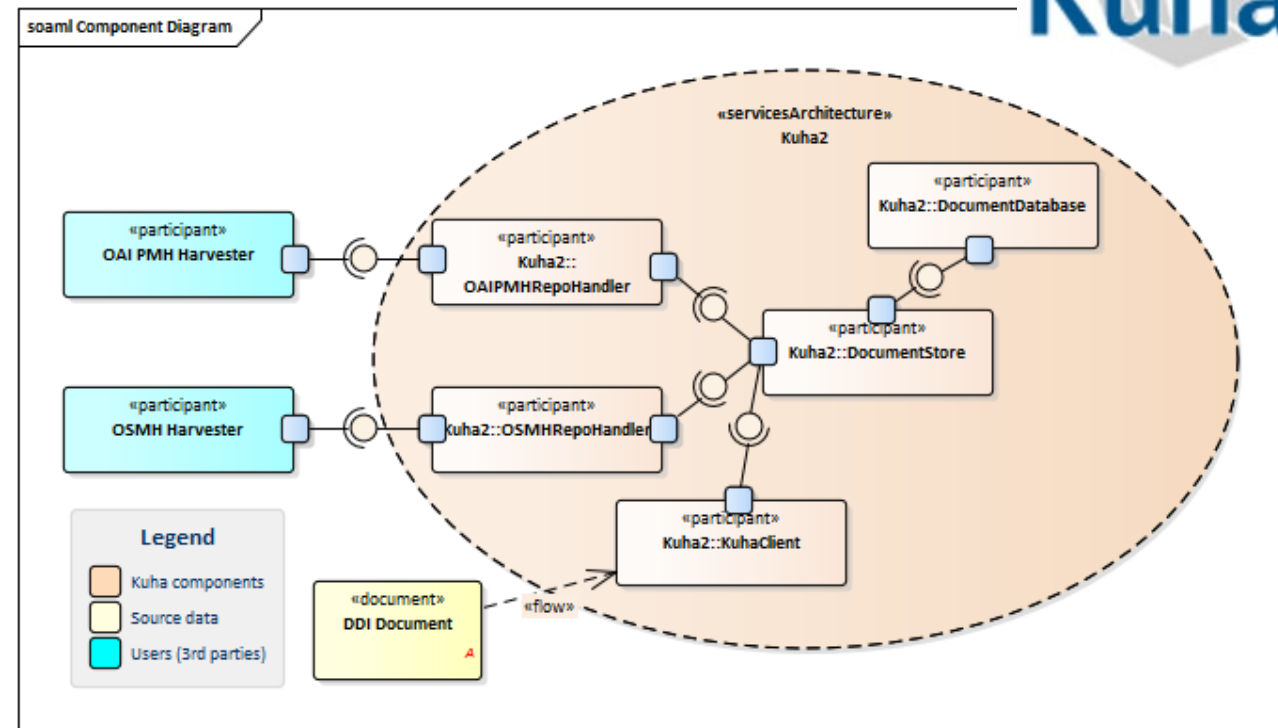 soaml Component Diagram
Kuha
«servicesArchitecture»
Kuha2
«participant»
Kuha2::DocumentDatabase
«participant»
OAI PMH Harvester
«participant»
Kuha2::
OAIPMHRepoHandler
«participant»
Kuha2::DocumentStore
«participant»
OSMH Harvester
«participant»
Kuha2::OSMHRepoHandler
«participant»
Kuha2::KuhaClient
«flow»
«document»
DDI Document
A
Legend
Kuha components
Source data
Users (3rd parties)